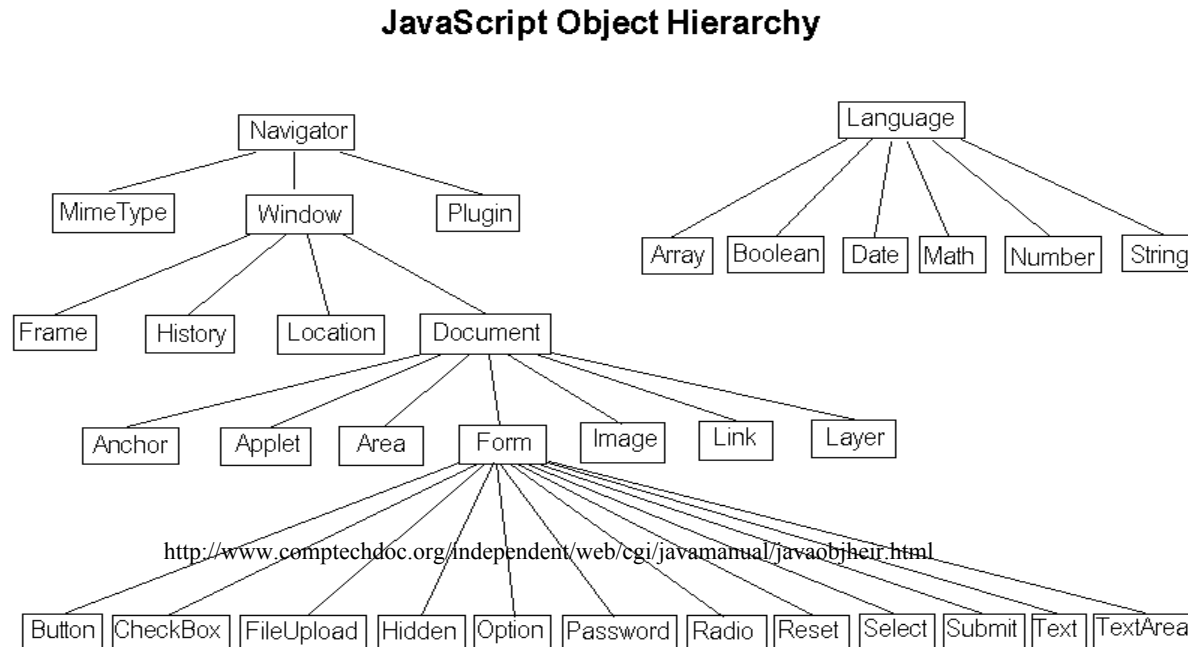 JavaScript Object Hierarchy
Navigator
Language
MimeType
Window
Plugin
Array
Boolean
Date
Math
Number
String
Frame
History
Location
Document
Anchor
Applet
Area
Form
Image
Link
Layer
http://www.comptechdoc.org/independent/web/cgi/javamanual/javaobjheir.html
Button
CheckBox
FileUpload
Hidden
Option
Password
Radio
Reset
Select
Submit
Text
TextArea